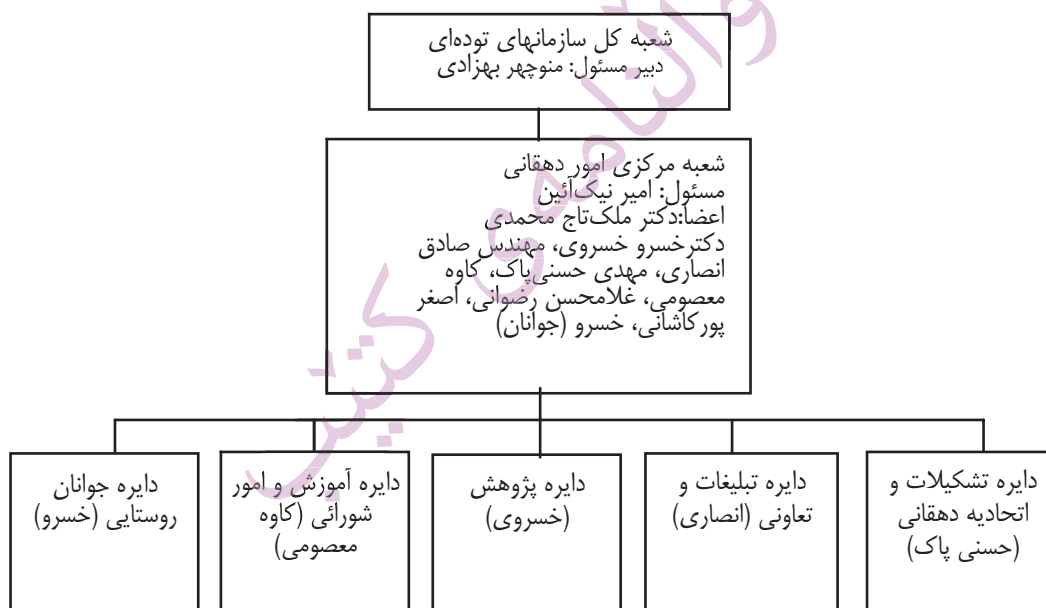 شعبه کل سازمانهای توده‌ای
دبیر مسئول: منوچهر بهزادی
شعبه مرکزی امور دهقانی
مسئول: امیر نیک‌آئین
اعضا:دکتر ملک‌تاج محمدی
دکترخسرو خسروی، مهندس صادق
انصاری، مهدی حسنی‌پاک، کاوه
معصومی، غلامحسن رضوانی، اصغر
پورکاشانی، خسرو (جوانان)
دایره تشکیلات و
اتحادیه دهقانی
(حسنی پاک)
دایره تبلیغات و
تعاونی (انصاری)
دایره پژوهش
(خسروی)
دایره آموزش و امور
شورائی (کاوه
معصومی)
دایره جوانان
روستایی (خسرو)